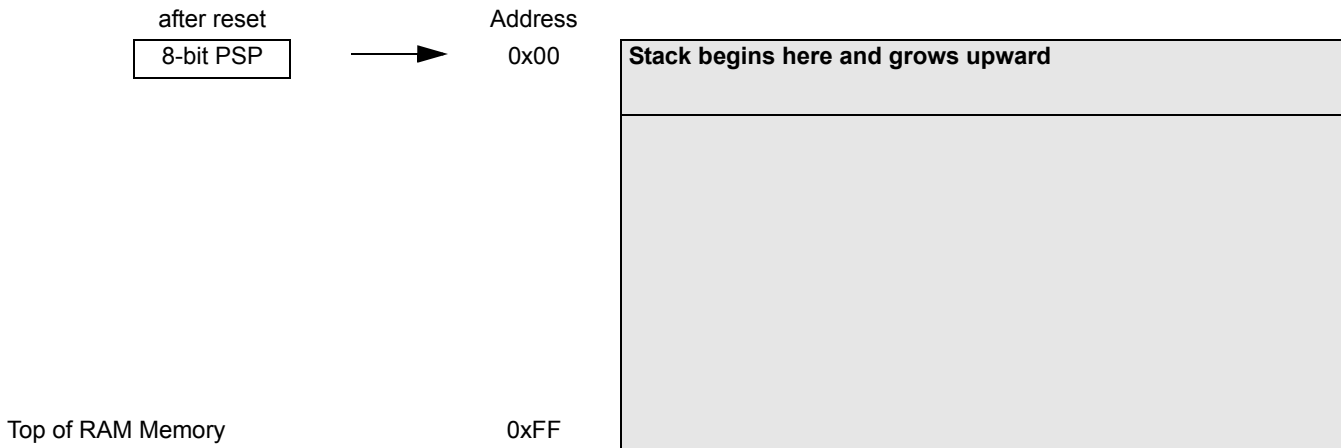 after reset Address
8-bit PSP 0x00 Stack begins here and grows upward
Top of RAM Memory 0xFF